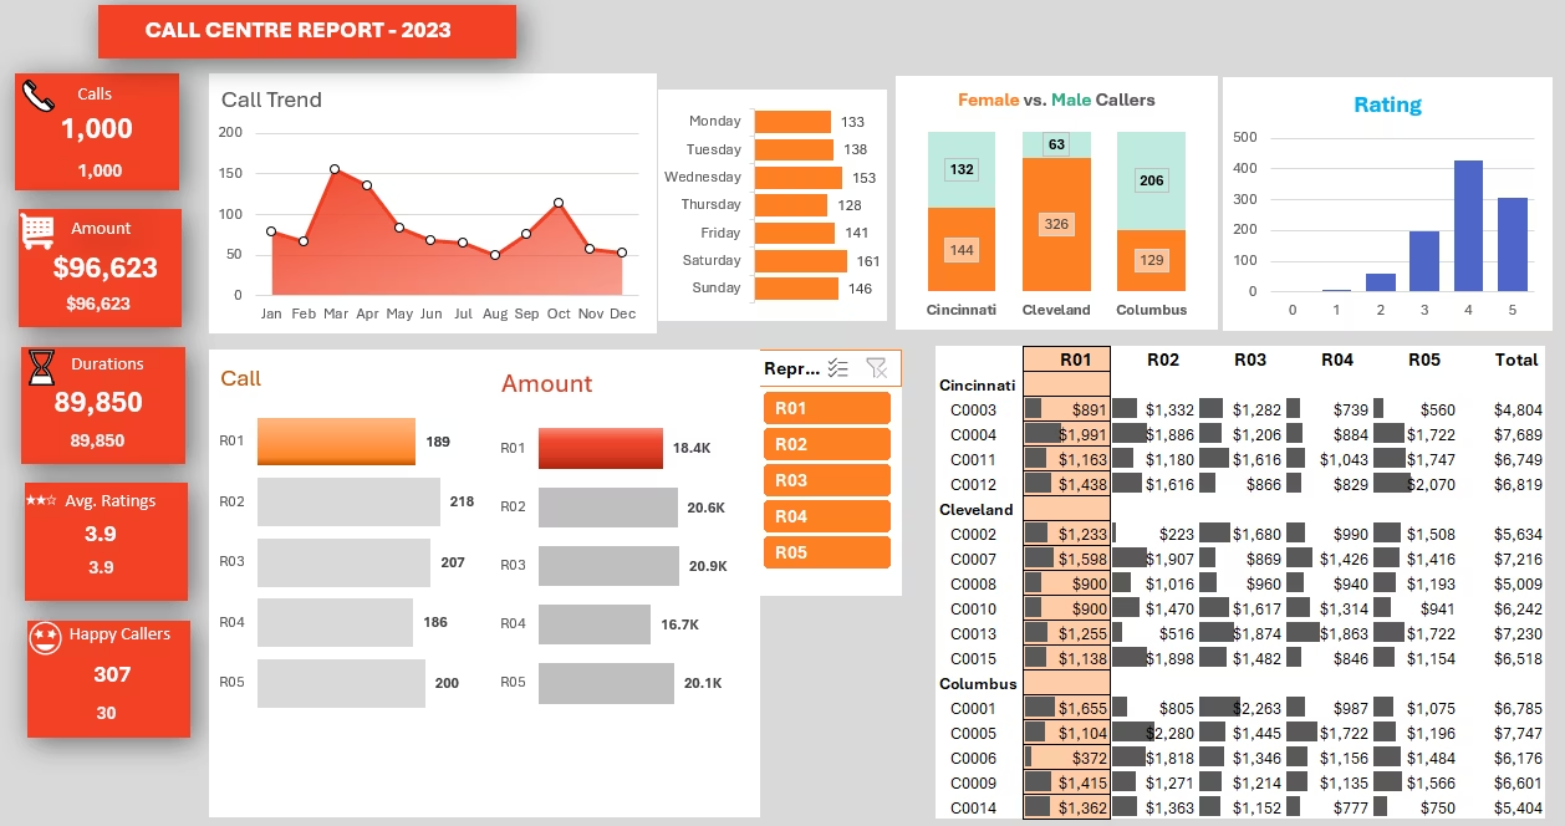 CALL CENTRE REPORT - 2023
Calls
1,000
1,000
Amount
$96,623
$96,623
Durations
89,850
89,850
Avg. Ratings
3.9
3.9
Happy Callers
307
30
Call Trend
200
150
100
50
0
Jan Feb Mar Apr May Jun Jul Aug Sep Oct Nov Dec
Monday 133
Tuesday 138
Wednesday 153
Thursday 128
Friday 141
Saturday 161
Sunday 146
Female vs. Male Callers
132 63 206
144 326 129
Cincinnati Cleveland Columbus
Rating
500
400
300
200
100
0
0 1 2 3 4 5
Call
R01 189
R02 218
R03 207
R04 186
R05 200
Amount
R01 18.4K
R02 20.6K
R03 20.9K
R04 16.7K
R05 20.1K
Repr...
R01
R02
R03
R04
R05
R01 R02 R03 R04 R05 Total
Cincinnati
C0003 $891 $1,332 $1,282 $739 $560 $4,804
C0004 $1,991 $1,886 $1,206 $884 $1,722 $7,689
C0011 $1,163 $1,180 $1,616 $1,043 $1,747 $6,749
C0012 $1,438 $1,616 $866 $829 $2,070 $6,819
Cleveland
C0002 $1,233 $223 $1,680 $990 $1,508 $5,634
C0007 $1,598 $1,907 $869 $1,426 $1,416 $7,216
C0008 $900 $1,016 $960 $940 $1,193 $5,009
C0010 $900 $1,470 $1,617 $1,314 $941 $6,242
C0013 $1,255 $516 $1,874 $1,863 $1,722 $7,230
C0015 $1,138 $1,898 $1,482 $846 $1,154 $6,518
Columbus
C0001 $1,655 $805 $2,263 $987 $1,075 $6,785
C0005 $1,104 $2,280 $1,445 $1,722 $1,196 $7,747
C0006 $372 $1,818 $1,346 $1,156 $1,484 $6,176
C0009 $1,415 $1,271 $1,214 $1,135 $1,566 $6,601
C0014 $1,362 $1,363 $1,152 $777 $750 $5,404